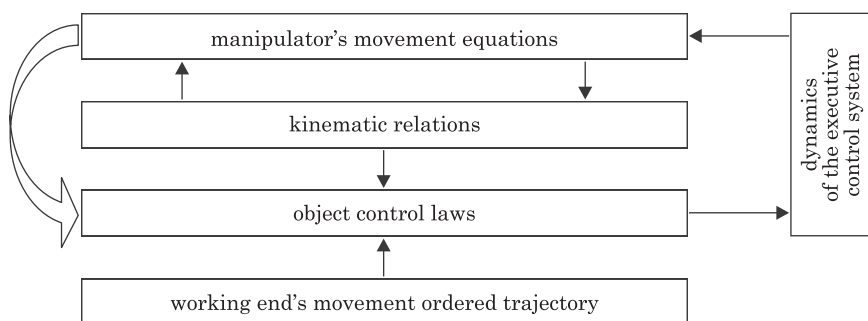 manipulator's movement equations
kinematic relations
object control laws
working end's movement ordered trajectory
dynamics
of the executive
control system